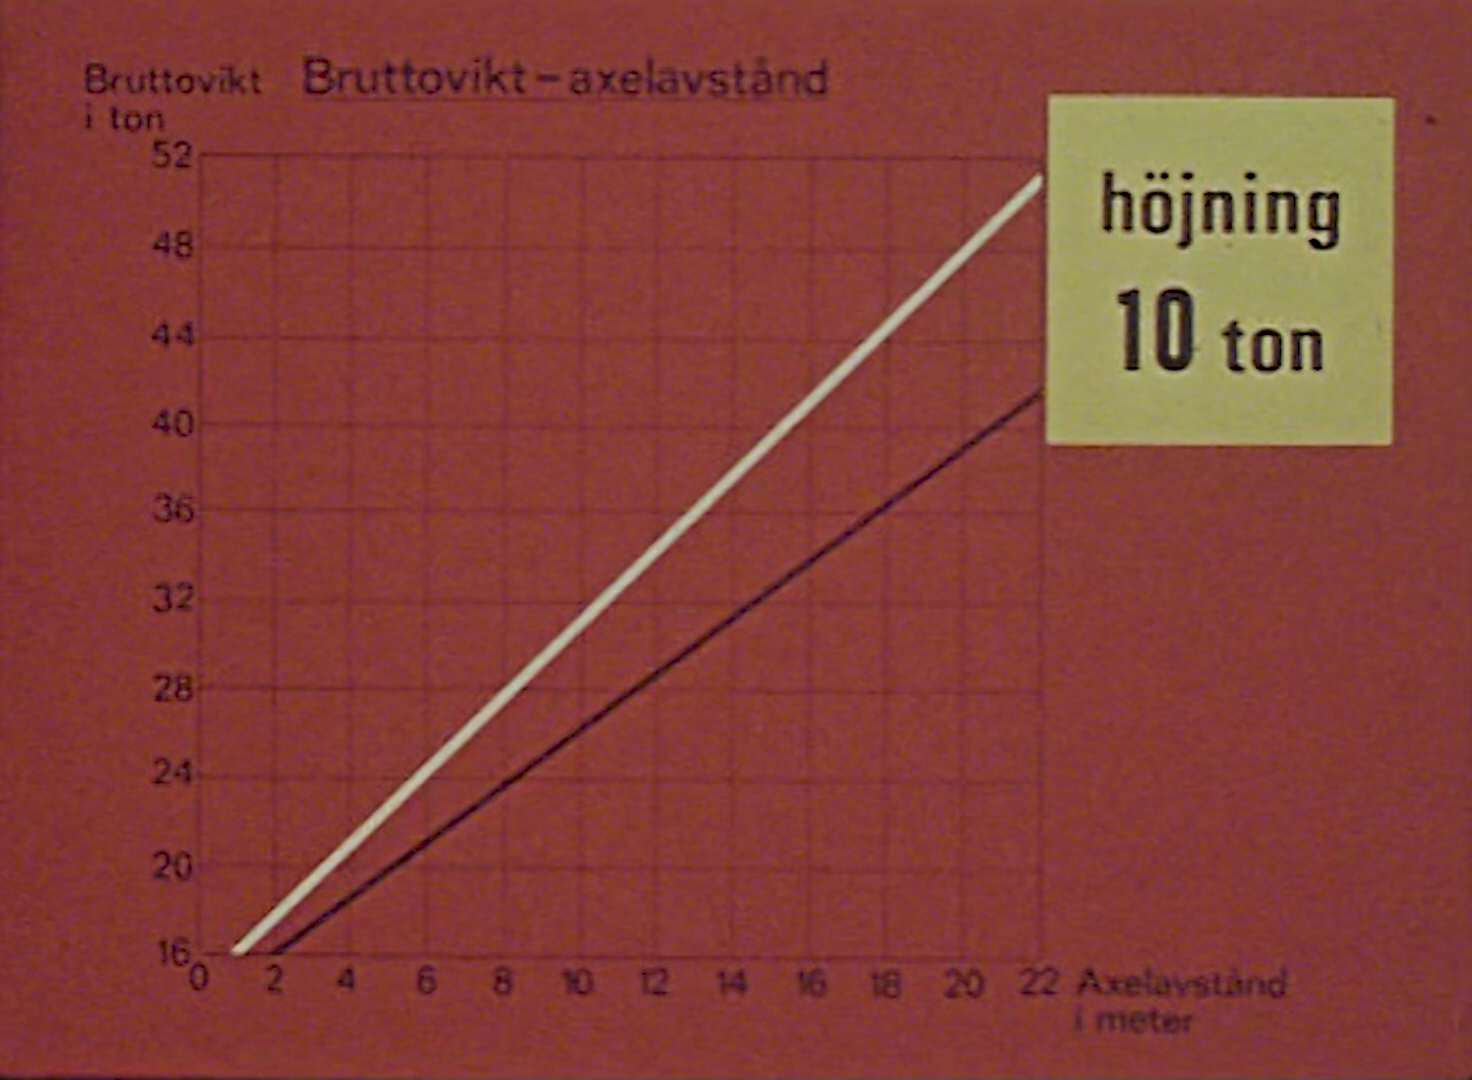 Bruttovikt
i ton
Bruttovikt – axelavstånd
höjning
10 ton
52
48
44
40
36
32
28
24
20
16
0 2 4 6 8 10 12 14 16 18 20 22
Axelavstånd
i meter